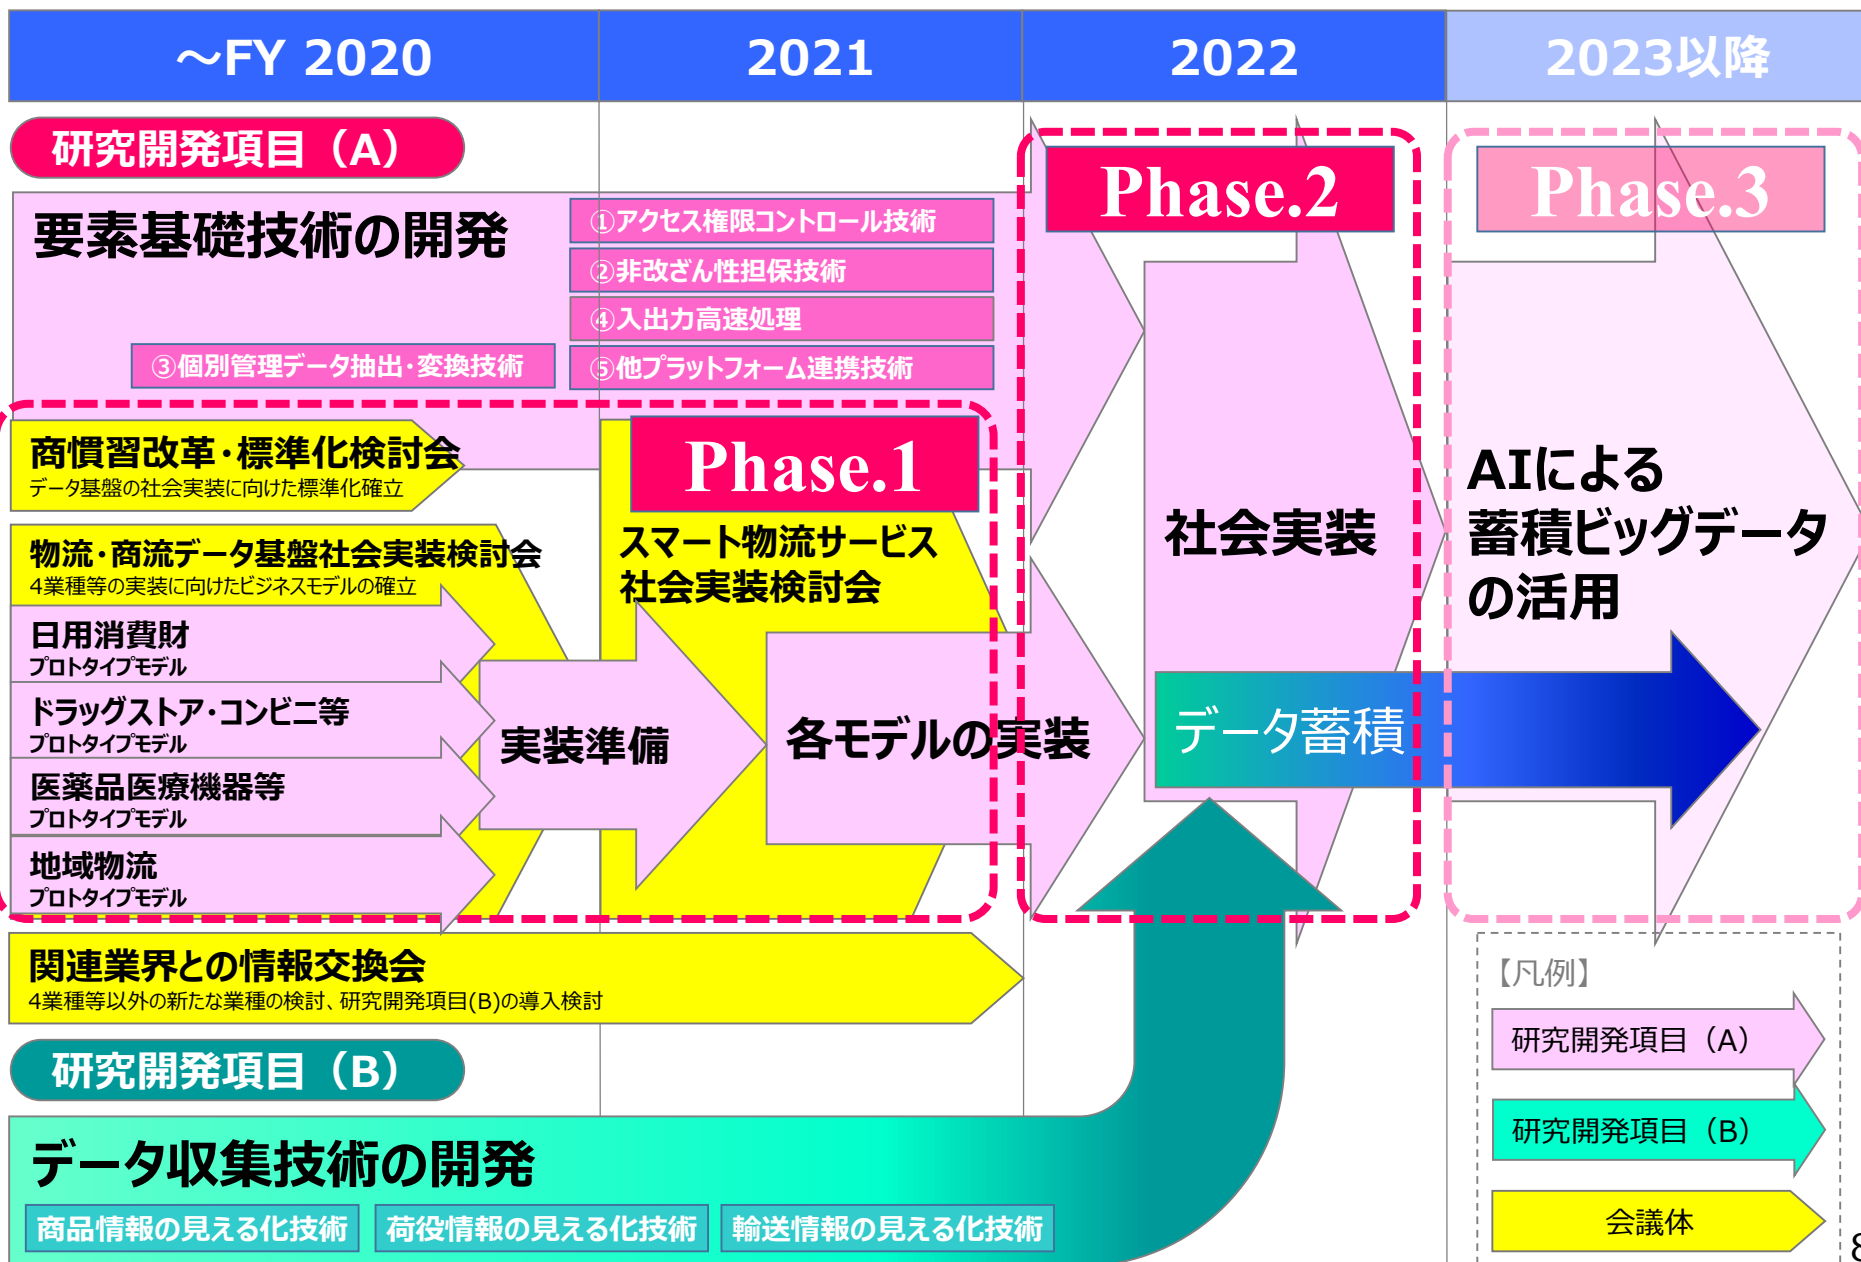 ～FY 2020
2021
2022
2023以降
研究開発項目（A）
Phase.2
Phase.3
要素基礎技術の開発
①アクセス権限コントロール技術
②非改ざん性担保技術
④入出力高速処理
③個別管理データ抽出・変換技術
⑤他プラットフォーム連携技術
商慣習改革・標準化検討会
データ基盤の社会実装に向けた標準化確立
Phase.1
物流・商流データ基盤社会実装検討会
4業種等の実装に向けたビジネスモデルの確立
スマート物流サービス
社会実装検討会
日用消費財
プロトタイプモデル
ドラッグストア・コンビニ等
プロトタイプモデル
医薬品医療機器等
プロトタイプモデル
地域物流
プロトタイプモデル
実装準備
各モデルの実装
社会実装
データ蓄積
AIによる
蓄積ビッグデータ
の活用
関連業界との情報交換会
4業種等以外の新たな業種の検討、研究開発項目(B)の導入検討
研究開発項目（B）
データ収集技術の開発
商品情報の見える化技術
荷役情報の見える化技術
輸送情報の見える化技術
【凡例】
研究開発項目（A）
研究開発項目（B）
会議体